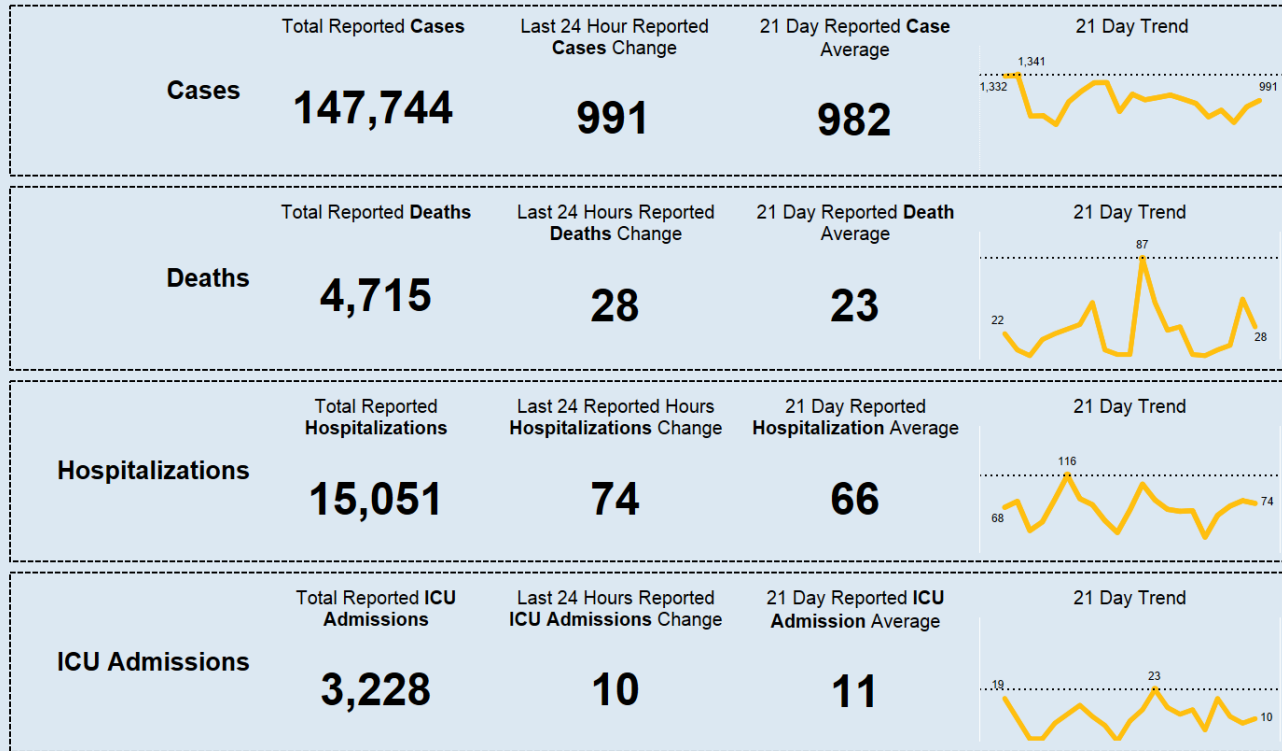 Total Reported Cases
Last 24 Hour Reported
Cases Change
21 Day Reported Case
Average
21 Day Trend
Cases
147,744
991
982
1,332
1,341
991
Total Reported Deaths
Last 24 Hours Reported
Deaths Change
21 Day Reported Death
Average
21 Day Trend
Deaths
4,715
28
23
22
87
28
Total Reported
Hospitalizations
Last 24 Reported Hours
Hospitalizations Change
21 Day Reported
Hospitalization Average
21 Day Trend
Hospitalizations
15,051
74
66
68
116
74
Total Reported ICU
Admissions
Last 24 Hours Reported
ICU Admissions Change
21 Day Reported ICU
Admission Average
21 Day Trend
ICU Admissions
3,228
10
11
19
23
10